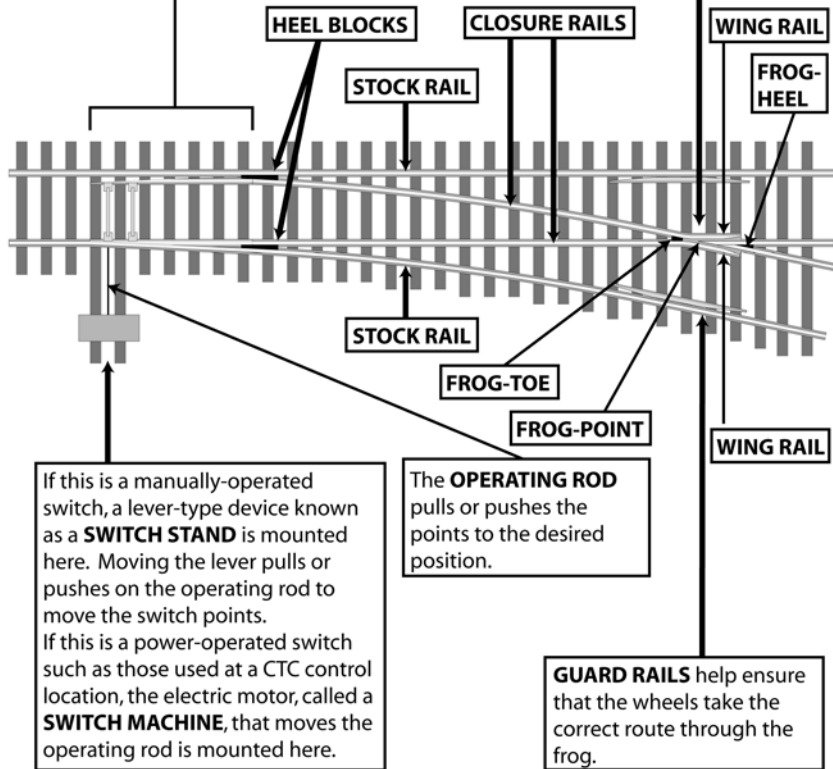 HEEL BLOCKS
CLOSURE RAILS
WING RAIL
STOCK RAIL
FROG-
HEEL
STOCK RAIL
FROG-TOE
FROG-POINT
WING RAIL
If this is a manually-operated
switch, a lever-type device known
as a SWITCH STAND is mounted
here. Moving the lever pulls or
pushes on the operating rod to
move the switch points.
If this is a power-operated switch
such as those used at a CTC control
location, the electric motor, called a
SWITCH MACHINE, that moves the
operating rod is mounted here.
The OPERATING ROD
pulls or pushes the
points to the desired
position.
GUARD RAILS help ensure
that the wheels take the
correct route through the
frog.